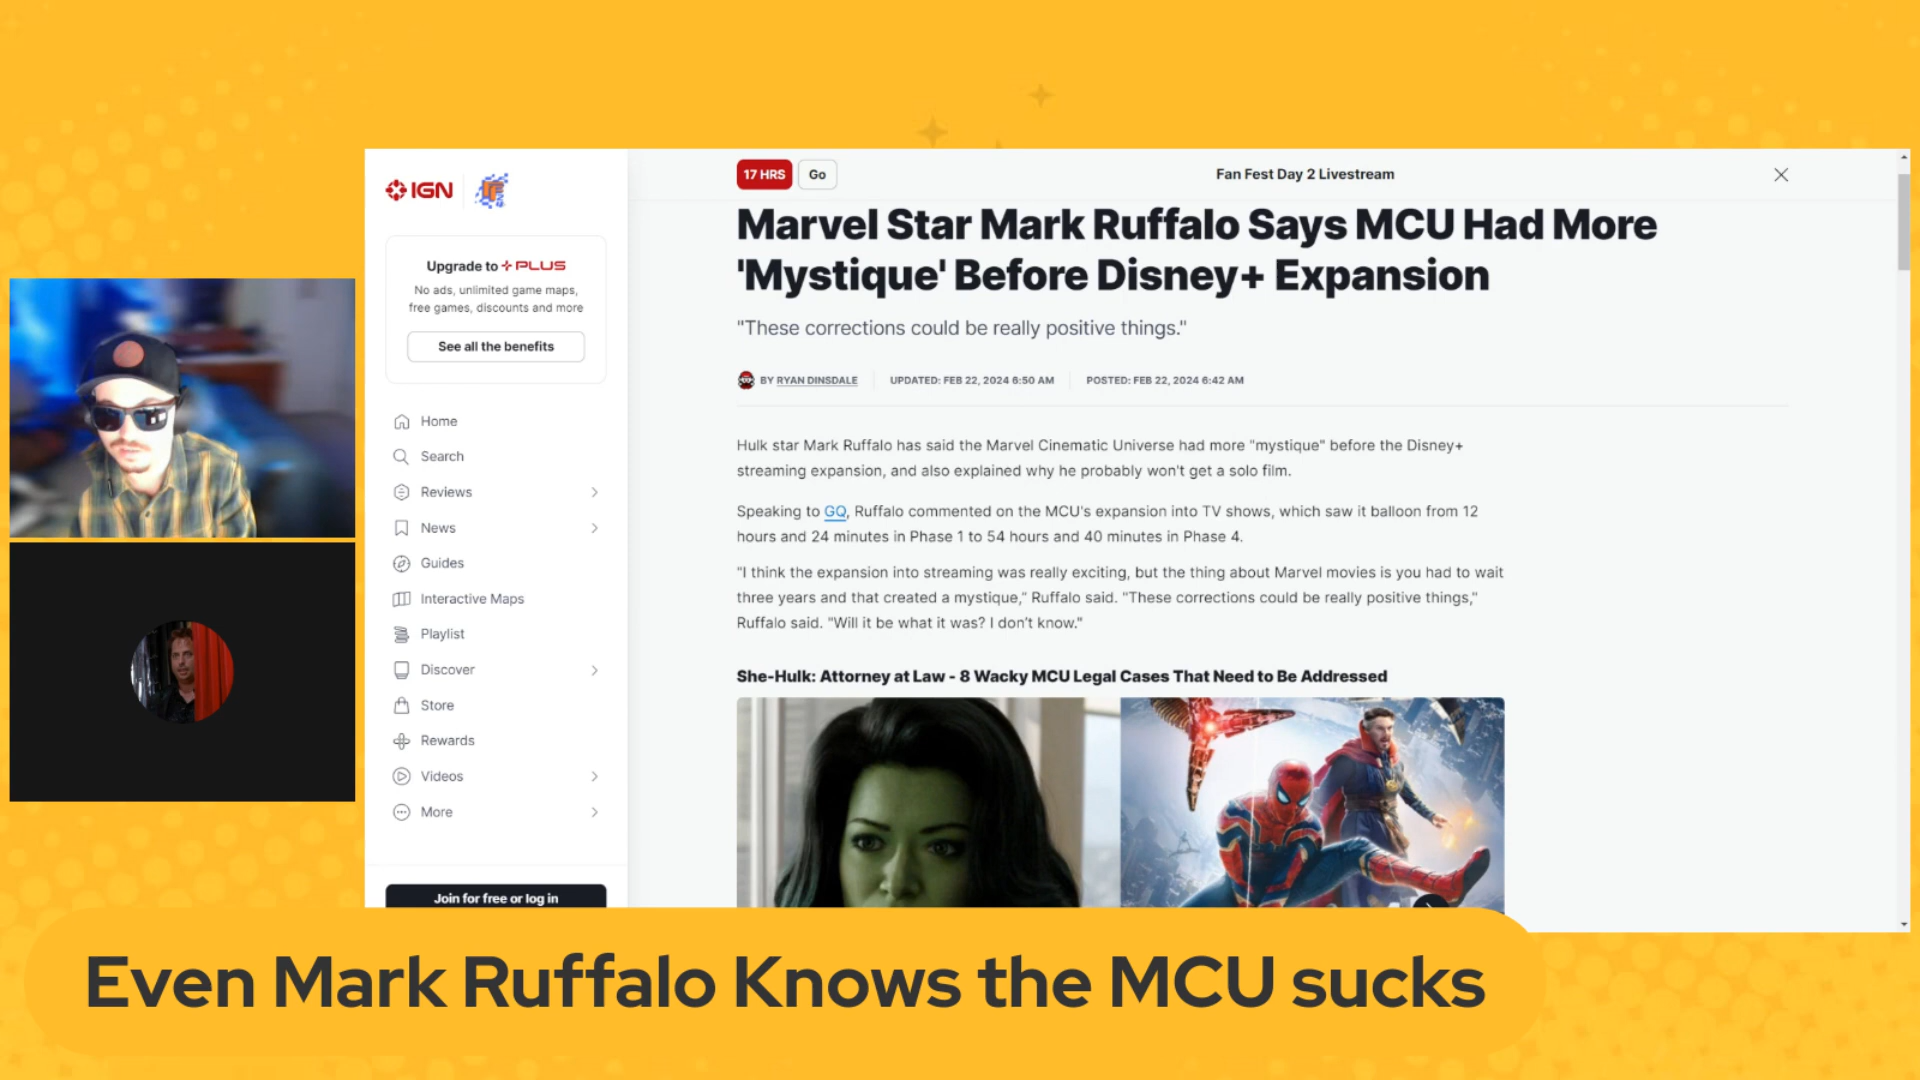 IGN
17 HRS
Go
Fan Fest Day 2 Livestream
Marvel Star Mark Ruffalo Says MCU Had More
'Mystique' Before Disney+ Expansion
"These corrections could be really positive things."
BY RYAN DINSDALE
UPDATED: FEB 22, 2024 6:50 AM
POSTED: FEB 22, 2024 6:42 AM
Upgrade to PLUS
No ads, unlimited game maps,
free games, discounts and more
See all the benefits
Home
Search
Reviews
News
Guides
Interactive Maps
Playlist
Discover
Store
Rewards
Videos
More
Join for free or log in
Hulk star Mark Ruffalo has said the Marvel Cinematic Universe had more "mystique" before the Disney+
streaming expansion, and also explained why he probably won't get a solo film.
Speaking to GQ, Ruffalo commented on the MCU's expansion into TV shows, which saw it balloon from 12
hours and 24 minutes in Phase 1 to 54 hours and 40 minutes in Phase 4.
"I think the expansion into streaming was really exciting, but the thing about Marvel movies is you had to wait
three years and that created a mystique," Ruffalo said. "These corrections could be really positive things,"
Ruffalo said. "Will it be what it was? I don't know."
She-Hulk: Attorney at Law - 8 Wacky MCU Legal Cases That Need to Be Addressed
Even Mark Ruffalo Knows the MCU sucks